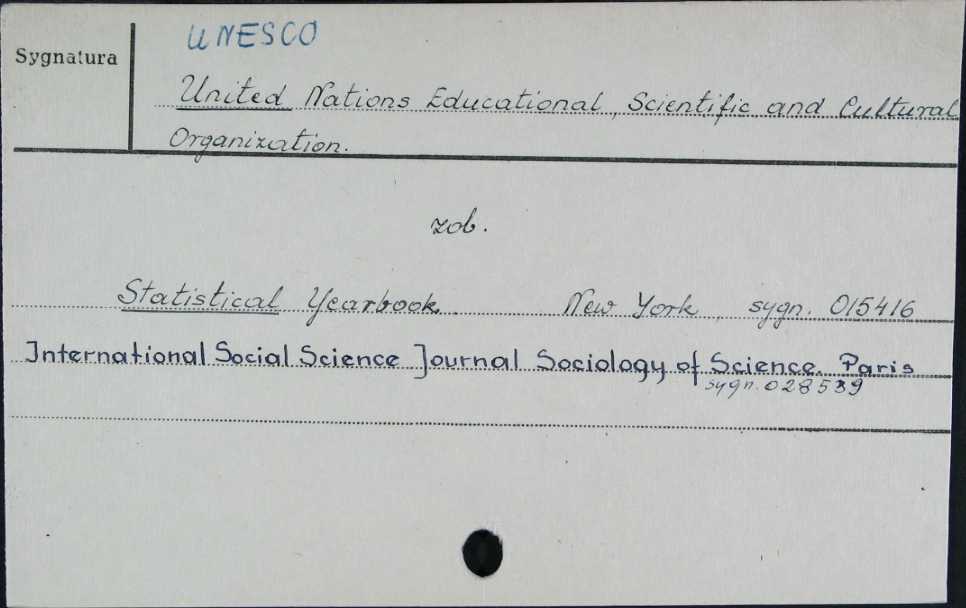 UNESCO
Sygnatura
United Nations Educational, Scientific and Cultural
Organization.
zob.
Statistical Yearbook New York, sygn. 015416
International Social Science Journal Sociology of Science. Paris
sygn. 028539